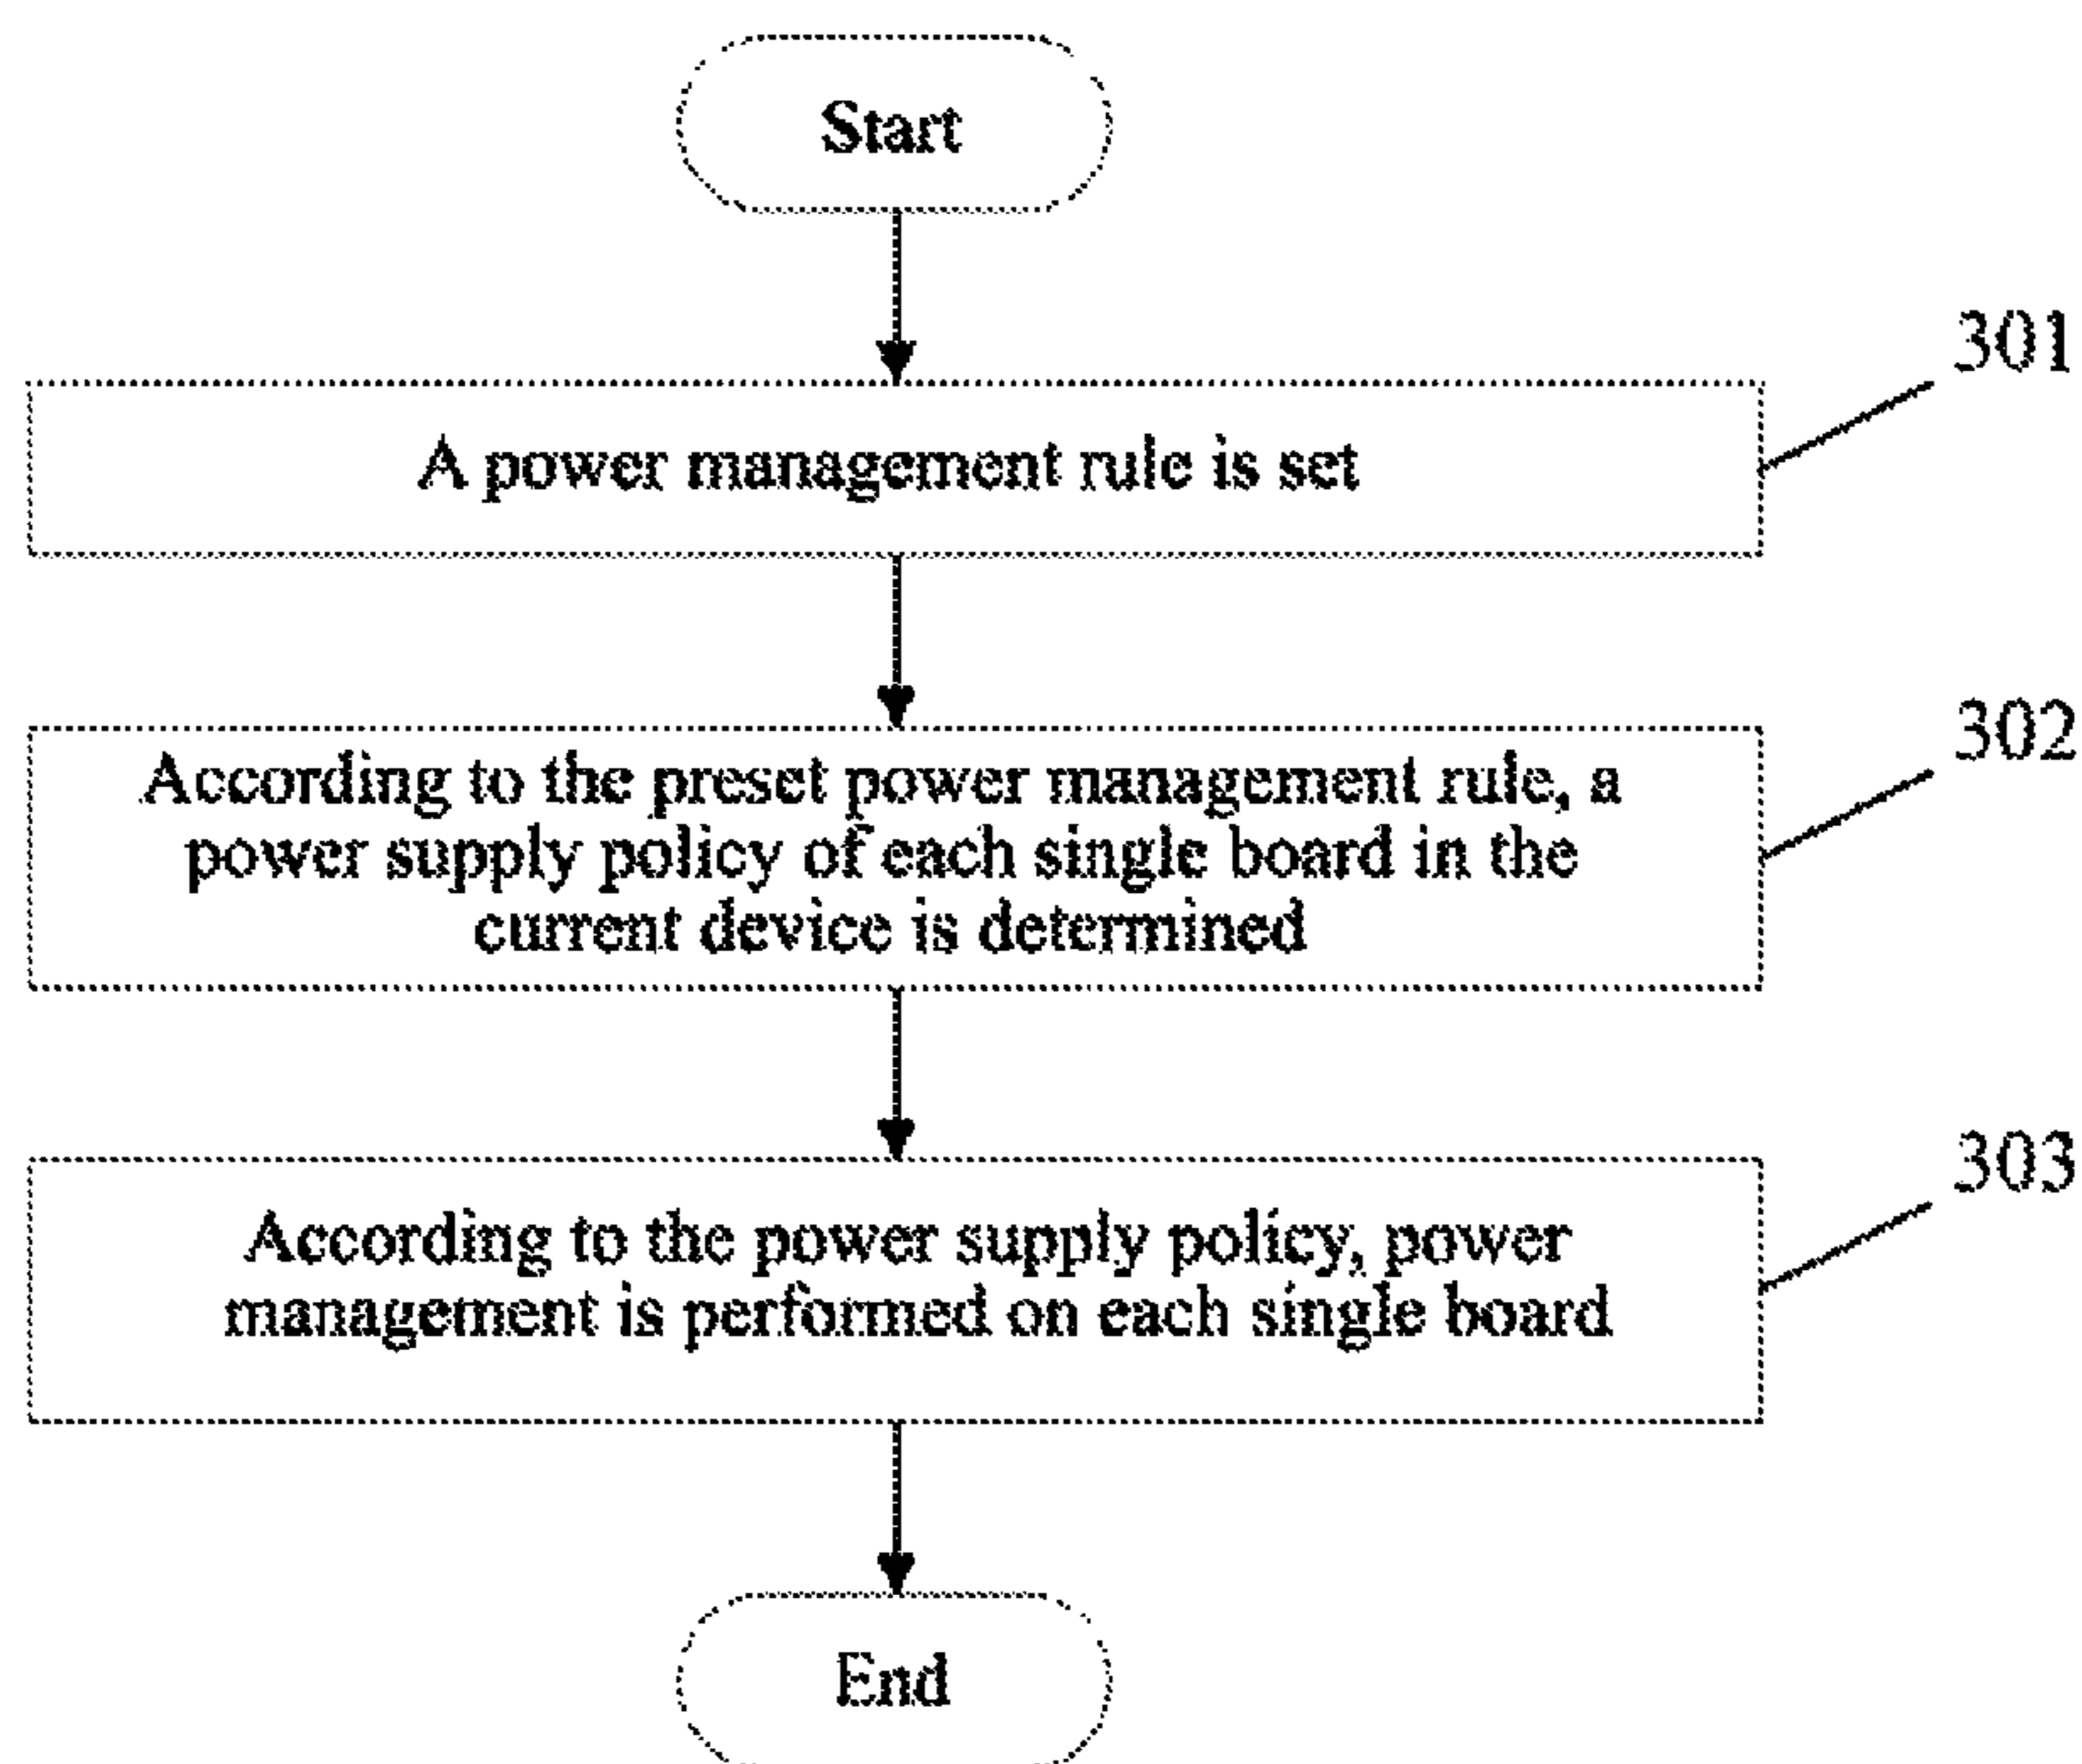 Start
301
A power management rule is set
302
According to the preset power management rule, a
power supply policy of each single board in the
current device is determined
303
According to the power supply policy, power
management is performed on each single board
End